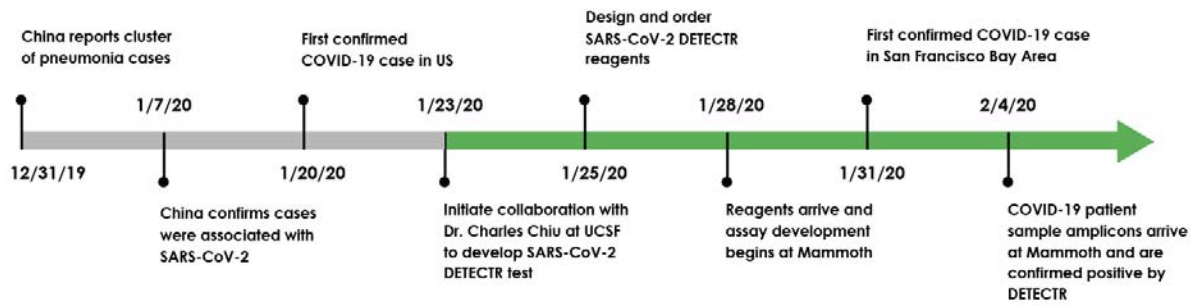 China reports cluster
of pneumonia cases
12/31/19
1/7/20
China confirms cases
were associated with
SARS-CoV-2
First confirmed
COVID-19 case in US
1/20/20
1/23/20
Initiate collaboration with
Dr. Charles Chiu at UCSF
to develop SARS-CoV-2
DETECTR test
Design and order
SARS-CoV-2 DETECTR
reagents
1/25/20
1/28/20
Reagents arrive and
assay development
begins at Mammoth
First confirmed COVID-19 case
in San Francisco Bay Area
1/31/20
2/4/20
COVID-19 patient
sample amplicons arrive
at Mammoth and are
confirmed positive by
DETECTR